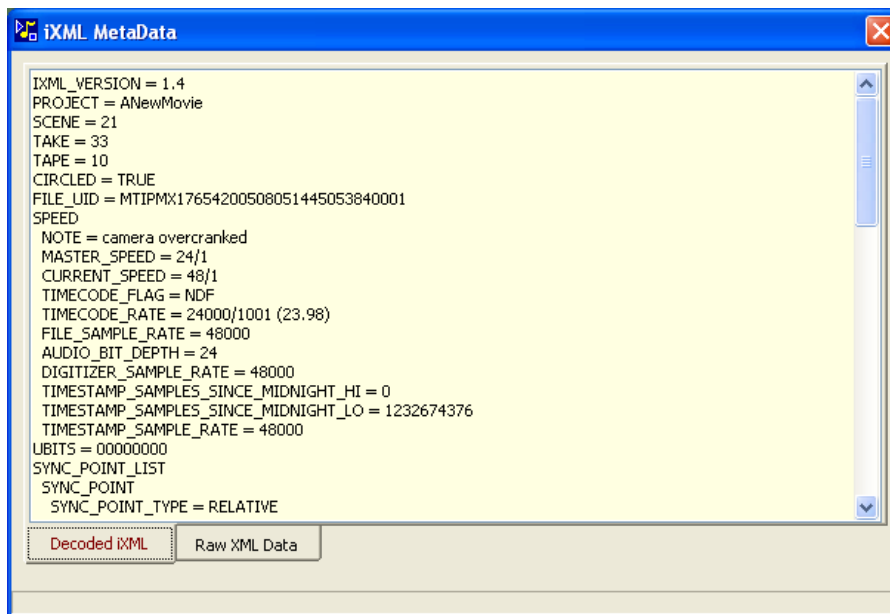 iXML MetaData
IXML_VERSION = 1.4
PROJECT = ANewMovie
SCENE = 21
TAKE = 33
TAPE = 10
CIRCLED = TRUE
FILE_UID = MTIPMX17654200508051445053840001
SPEED
NOTE = camera overcranked
MASTER_SPEED = 24/1
CURRENT_SPEED = 48/1
TIMECODE_FLAG = NDF
TIMECODE_RATE = 24000/1001 (23.98)
FILE_SAMPLE_RATE = 48000
AUDIO_BIT_DEPTH = 24
DIGITIZER_SAMPLE_RATE = 48000
TIMESTAMP_SAMPLES_SINCE_MIDNIGHT_HI = 0
TIMESTAMP_SAMPLES_SINCE_MIDNIGHT_LO = 1232674376
TIMESTAMP_SAMPLE_RATE = 48000
UBITS = 00000000
SYNC_POINT_LIST
SYNC_POINT
SYNC_POINT_TYPE = RELATIVE
Decoded iXML
Raw XML Data